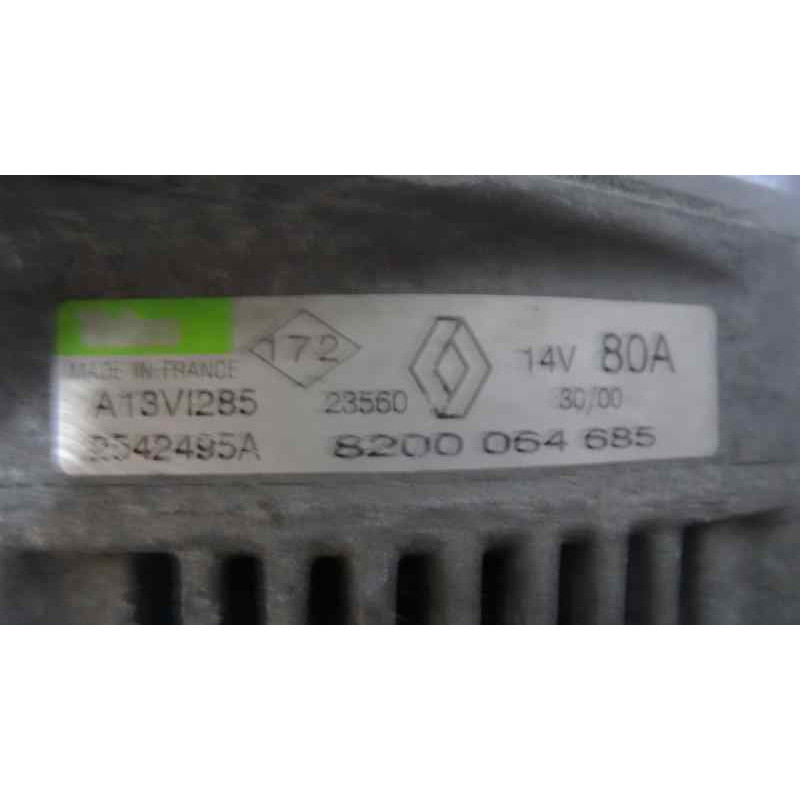 172
14V 80A
MADE IN FRANCE
A13VI285 23560 30/00
2542495A 8200 064 685